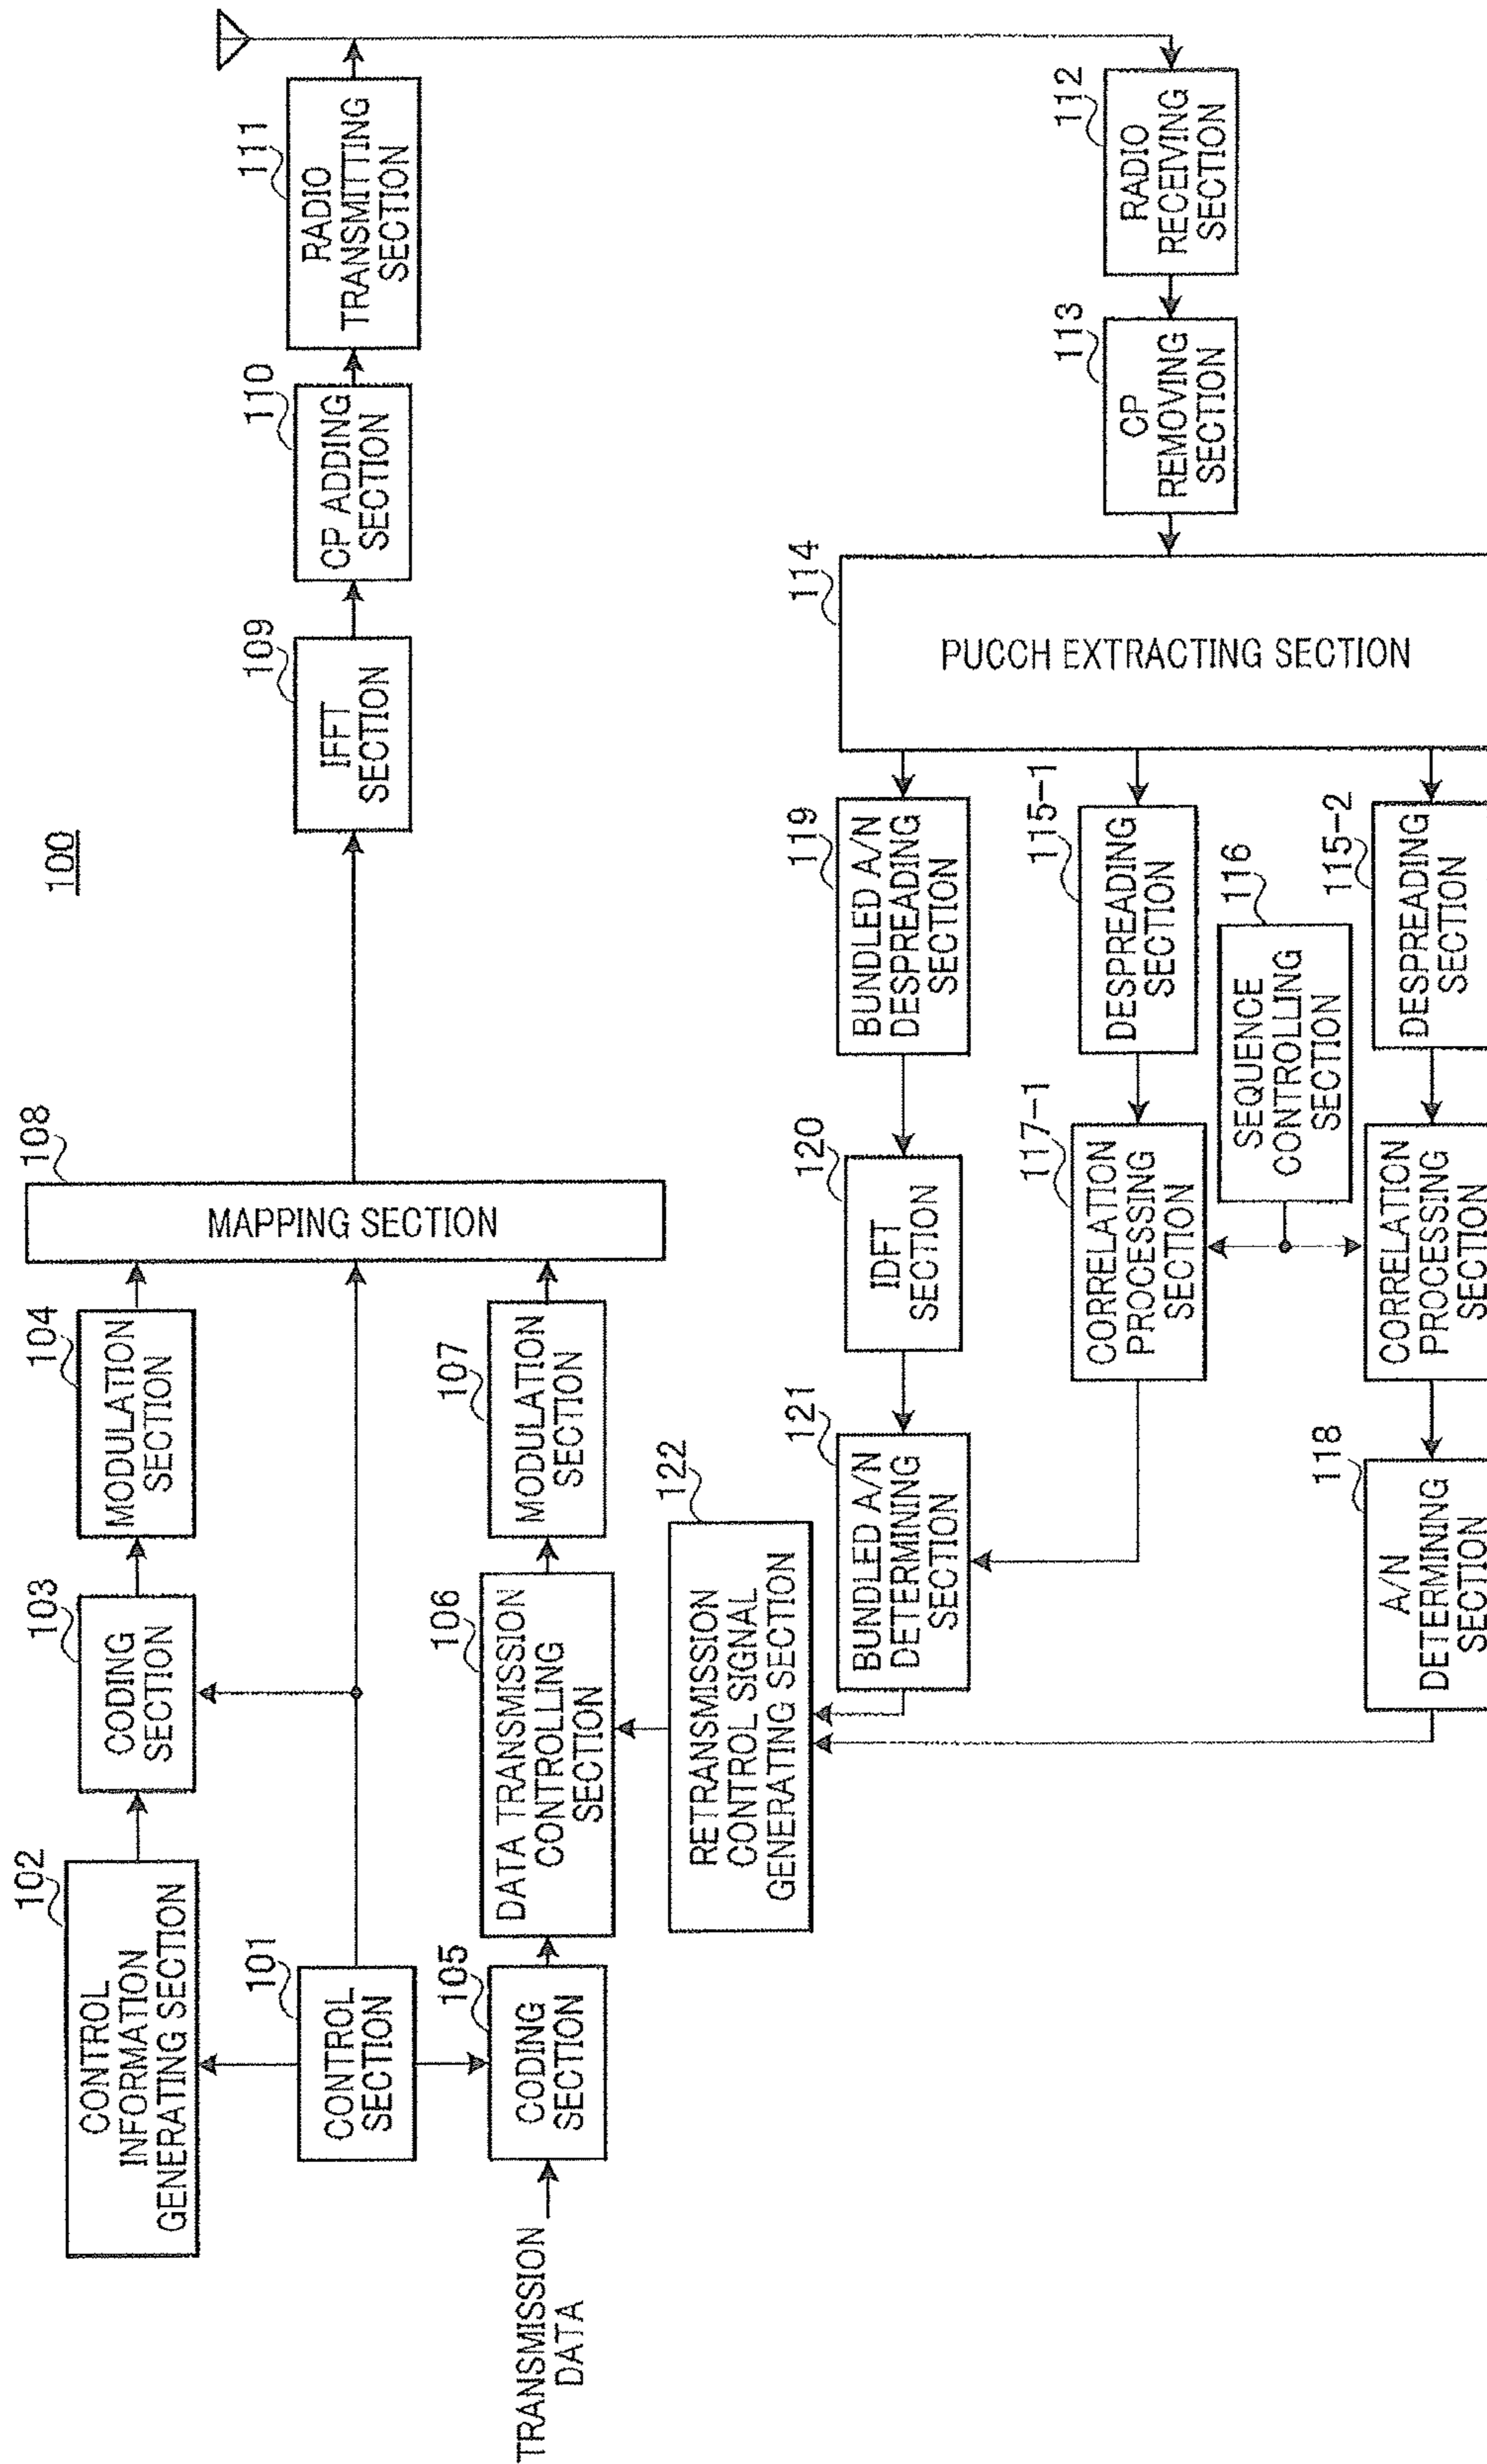 100
102
CONTROL
INFORMATION
GENERATING SECTION
103
CODING
SECTION
104
MODULATION
SECTION
108
MAPPING SECTION
109
IFFT
SECTION
110
CP ADDING
SECTION
111
RADIO
TRANSMITTING
SECTION
101
CONTROL
SECTION
TRANSMISSION
DATA
105
CODING
SECTION
106
DATA TRANSMISSION
CONTROLLING
SECTION
107
MODULATION
SECTION
122
RETRANSMISSION
CONTROL SIGNAL
GENERATING SECTION
121
BUNDLED A/N
DETERMINING
SECTION
120
IDFT
SECTION
119
BUNDLED A/N
DESPREADING
SECTION
114
PUCCH EXTRACTING SECTION
113
CP
REMOVING
SECTION
112
RADIO
RECEIVING
SECTION
117-1
CORRELATION
PROCESSING
SECTION
115-1
DESPREADING
SECTION
116
SEQUENCE
CONTROLLING
SECTION
118
A/N
DETERMINING
SECTION
CORRELATION
PROCESSING
SECTION
115-2
DESPREADING
SECTION